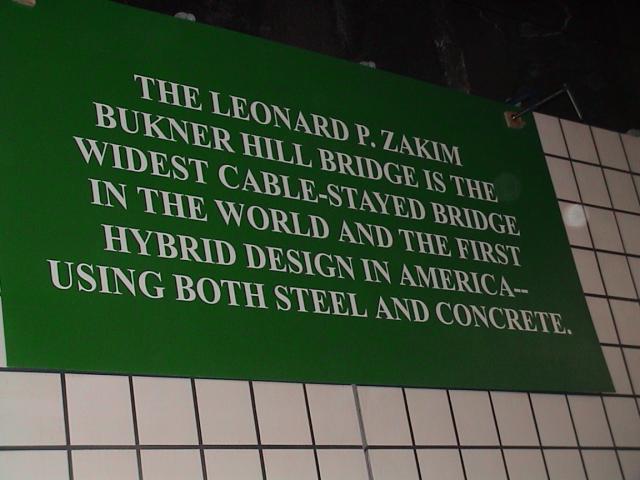 THE LEONARD P. ZAKIM
BUKNER HILL BRIDGE IS THE
WIDEST CABLE-STAYED BRIDGE
IN THE WORLD AND THE FIRST
HYBRID DESIGN IN AMERICA--
USING BOTH STEEL AND CONCRETE.